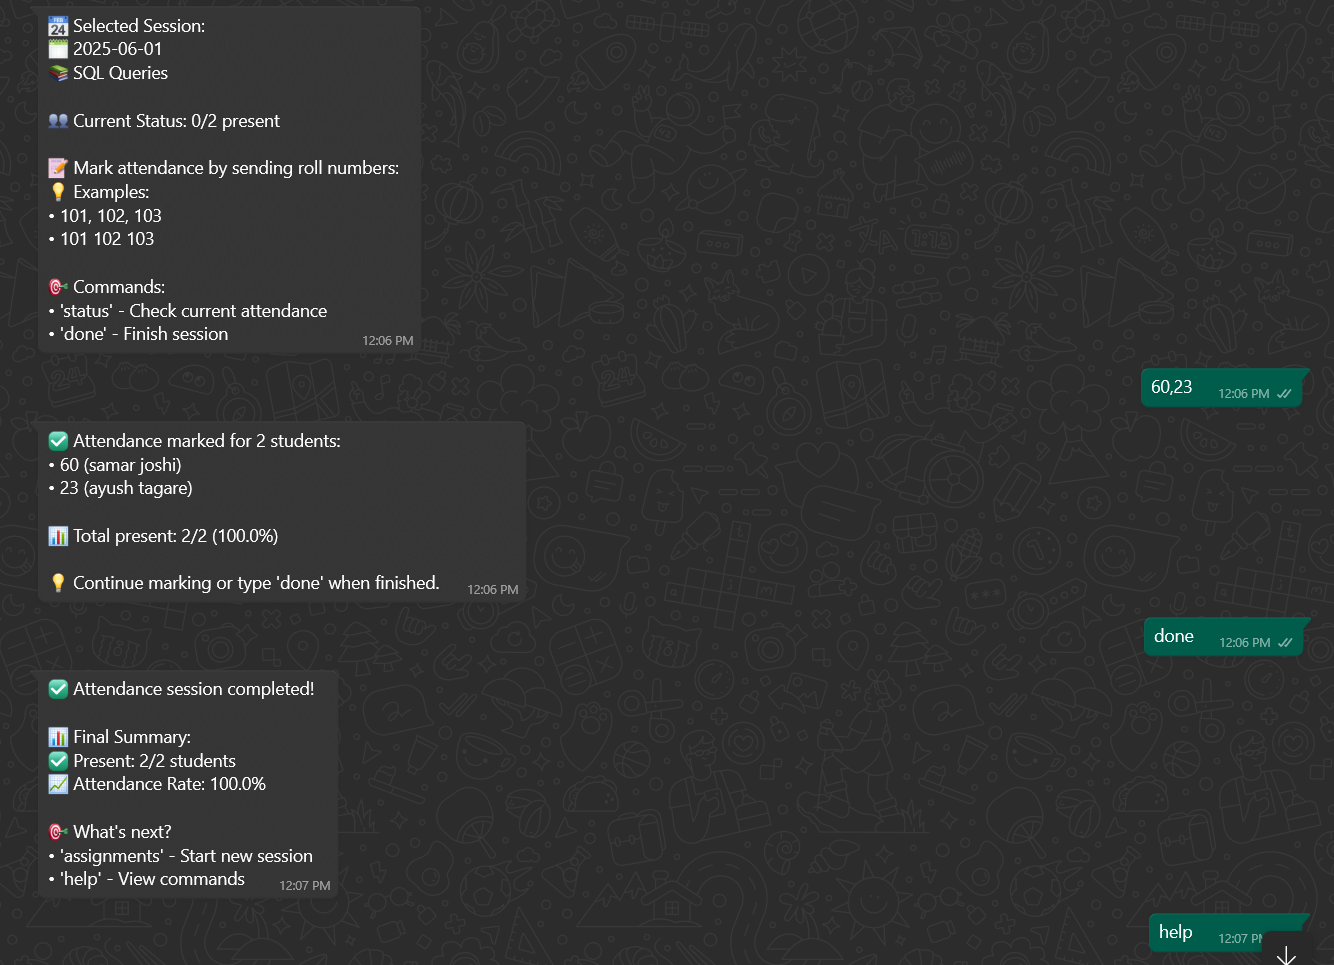 Selected Session:
2025-06-01
SQL Queries
Current Status: 0/2 present
Mark attendance by sending roll numbers:
Examples:
• 101, 102, 103
• 101 102 103
Commands:
• 'status' - Check current attendance
• 'done' - Finish session
12:06 PM
60,23
12:06 PM
Attendance marked for 2 students:
• 60 (samar joshi)
• 23 (ayush tagare)
Total present: 2/2 (100.0%)
Continue marking or type 'done' when finished.
12:06 PM
done
12:06 PM
Attendance session completed!
Final Summary:
Present: 2/2 students
Attendance Rate: 100.0%
What's next?
• 'assignments' - Start new session
• 'help' - View commands
12:07 PM
help
12:07